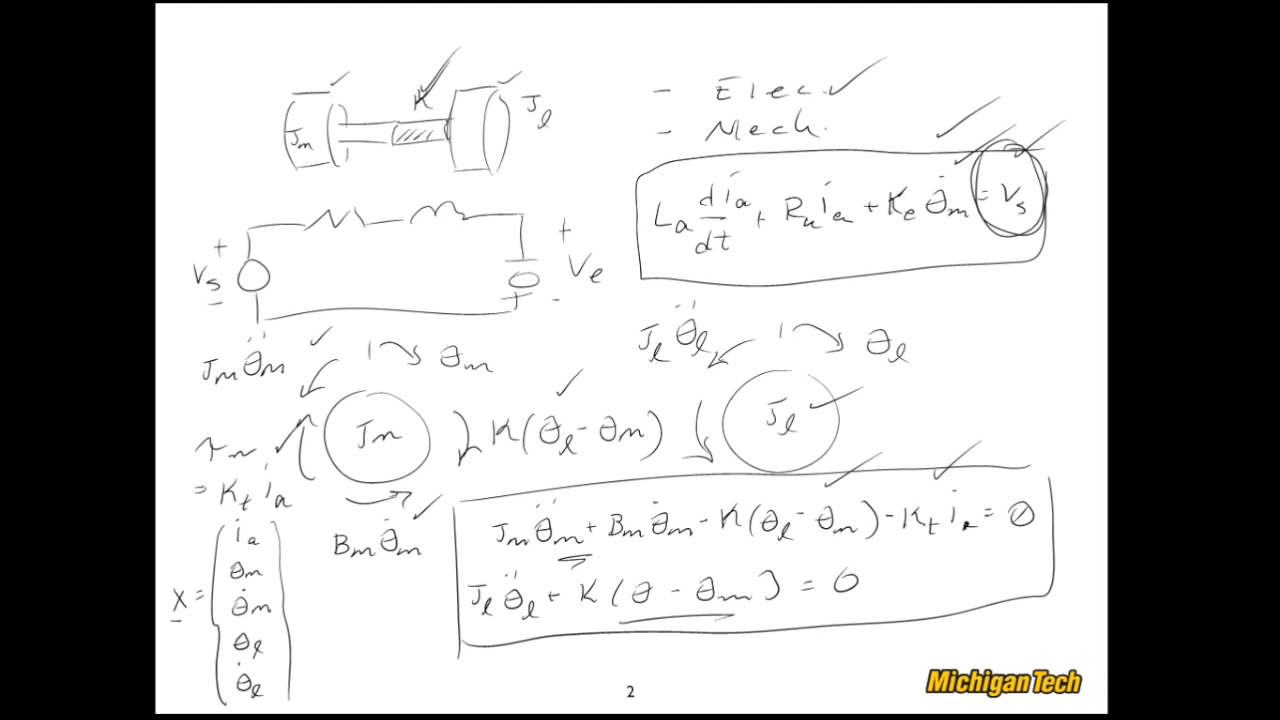 K
J_m
J_l
- Elec.
- Mech.
L_a di_a/dt + R_a i_a + K_e θ̇_m = V_s
+
V_s
-
+
V_e
-
J_m θ̈_m
θ_m
J_l θ̈_l
θ_l
τ_m
= K_t i_a
J_m
K(θ_l - θ_m)
J_l
B_m θ̇_m
J_m θ̈_m + B_m θ̇_m - K(θ_l - θ_m) - K_t i_a = 0
J_l θ̈_l + K(θ - θ_m) = 0
x =
i_a
θ_m
θ̇_m
θ_l
θ̇_l
2
Michigan Tech